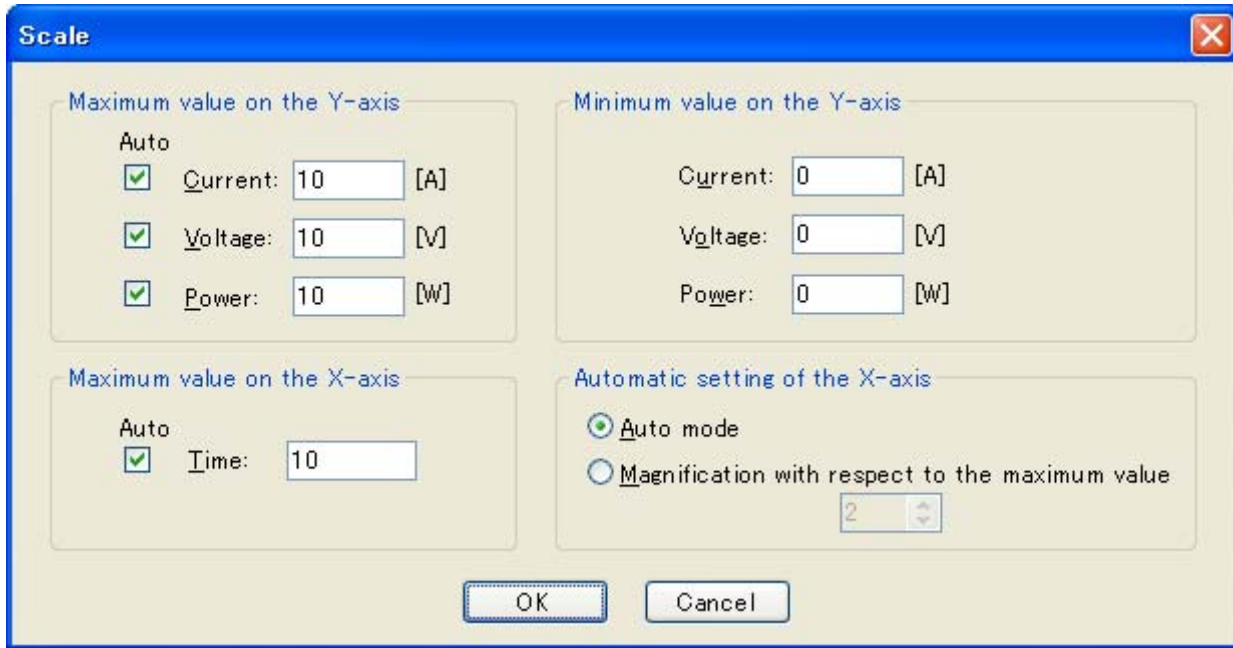 Scale
Maximum value on the Y-axis
Auto
Current: 10 [A]
Voltage: 10 [V]
Power: 10 [W]
Minimum value on the Y-axis
Current: 0 [A]
Voltage: 0 [V]
Power: 0 [W]
Maximum value on the X-axis
Auto
Time: 10
Automatic setting of the X-axis
Auto mode
Magnification with respect to the maximum value
2
OK Cancel